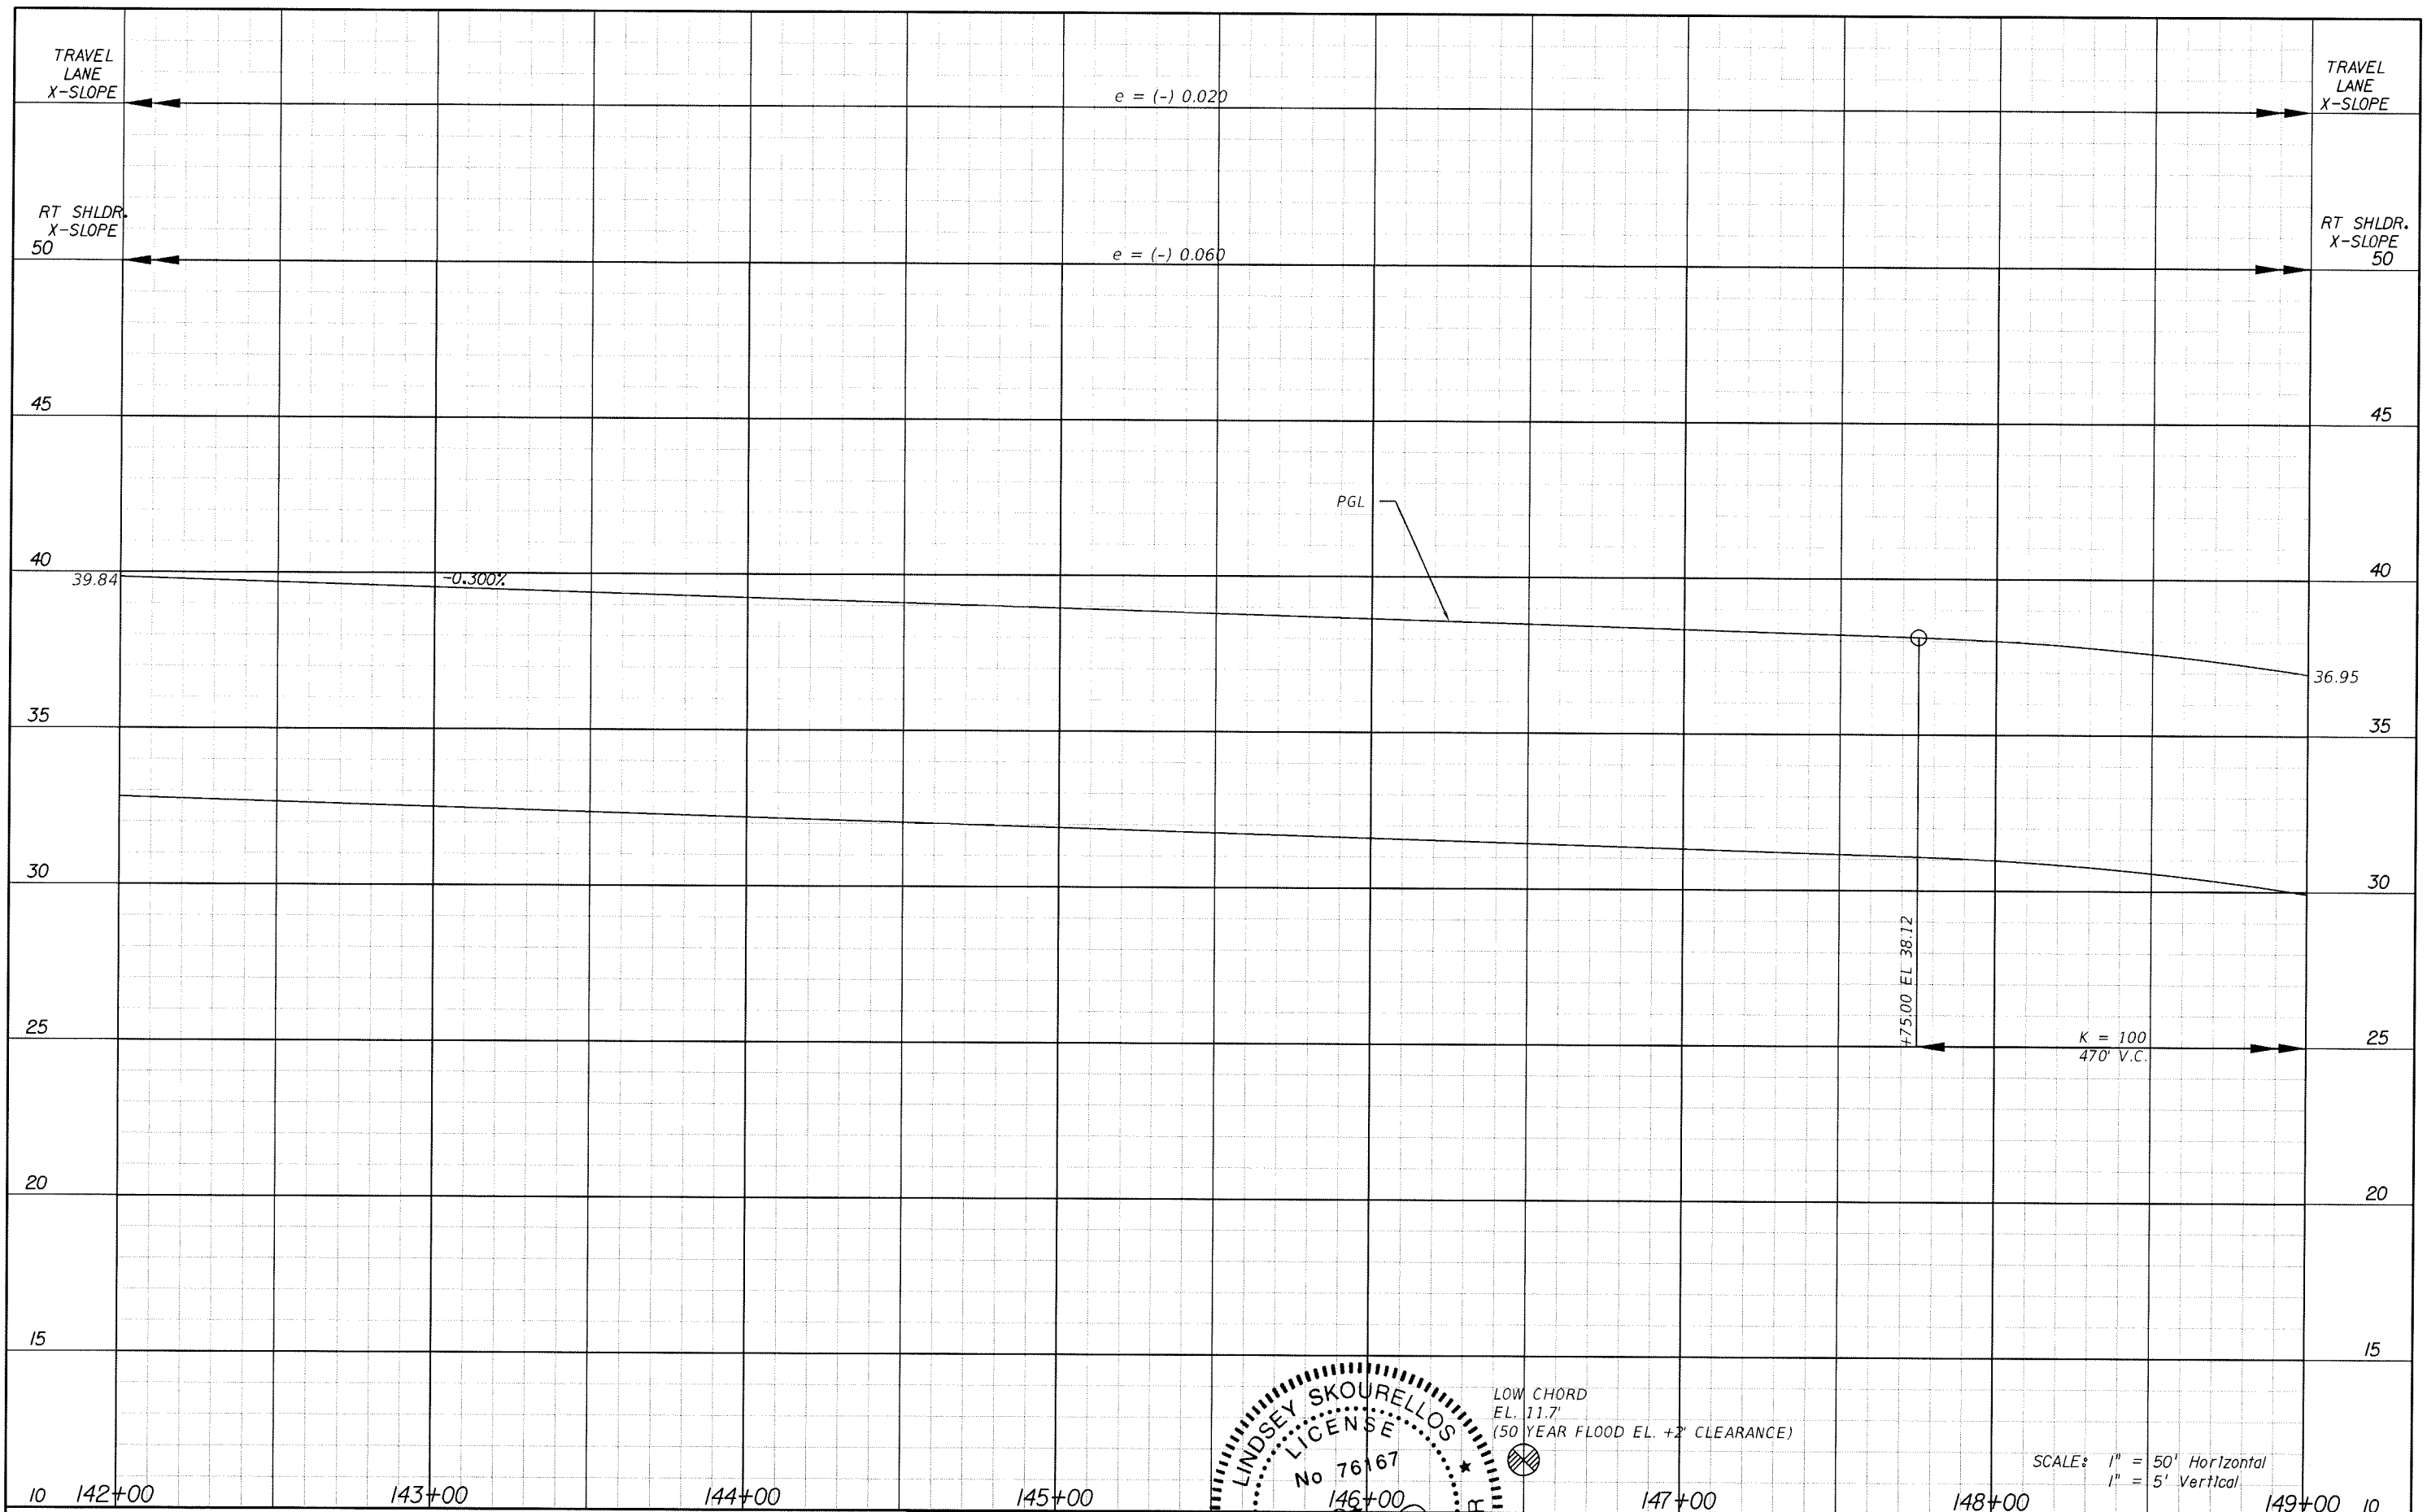 TRAVEL
LANE
X-SLOPE
e = (-) 0.020
TRAVEL
LANE
X-SLOPE
RT SHLDR.
X-SLOPE
50
e = (-) 0.060
RT SHLDR.
X-SLOPE
50
45
45
PGL
40
39.84
-0.300%
40
36.95
35
35
30
30
+75.00 EL 38.12
25
K = 100
470' V.C.
25
20
20
15
15
LINDSEY SKOURELLOS
LICENSE
No 76167
LOW CHORD
EL. 11.7'
(50 YEAR FLOOD EL. +2' CLEARANCE)
SCALE: 1" = 50' Horizontal
1" = 5' Vertical
10 142+00 143+00 144+00 145+00 146+00 147+00 148+00 149+00 10